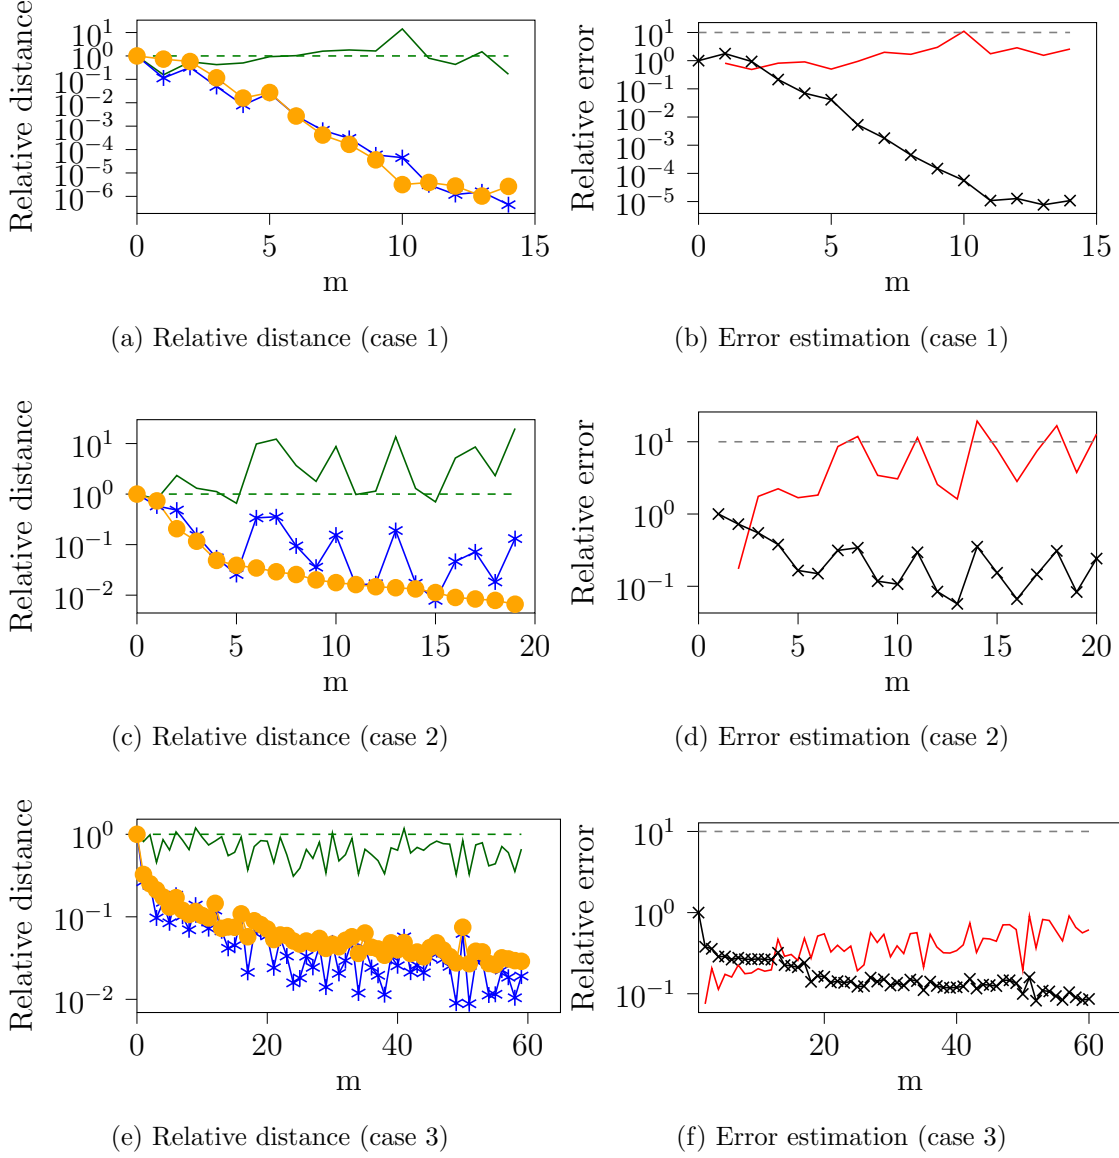 Relative distance
10^1
10^0
10^−1
10^−2
10^−3
10^−4
10^−5
10^−6
0 5 10 15
m
(a) Relative distance (case 1)
Relative error
10^1
10^0
10^−1
10^−2
10^−3
10^−4
10^−5
0 5 10 15
m
(b) Error estimation (case 1)
Relative distance
10^1
10^0
10^−1
10^−2
0 5 10 15 20
m
(c) Relative distance (case 2)
Relative error
10^1
10^0
10^−1
0 5 10 15 20
m
(d) Error estimation (case 2)
Relative distance
10^0
10^−1
10^−2
0 20 40 60
m
(e) Relative distance (case 3)
Relative error
10^1
10^0
10^−1
20 40 60
m
(f) Error estimation (case 3)